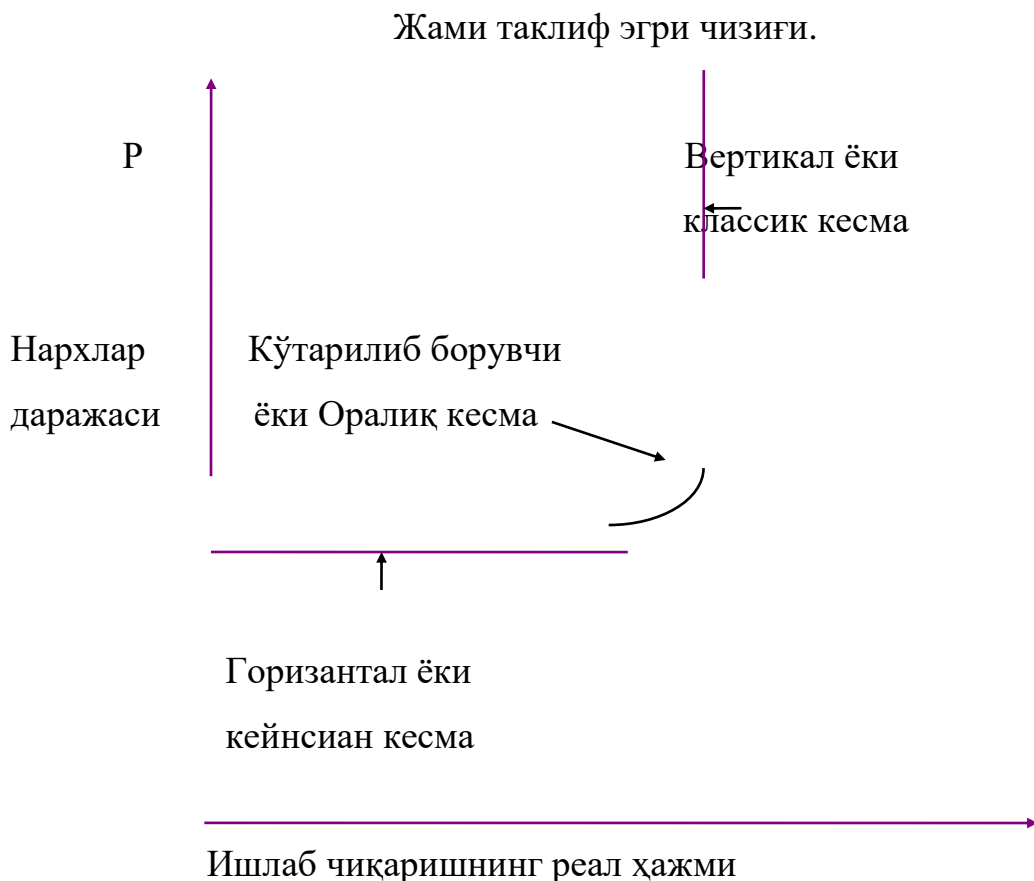 Жами таклиф эгри чизиғи.
Р
Вертикал ёки
классик кесма
Нархлар
даражаси
Кўтарилиб борувчи
ёки Оралиқ кесма
Горизантал ёки
кейнсиан кесма
Ишлаб чиқаришнинг реал ҳажми